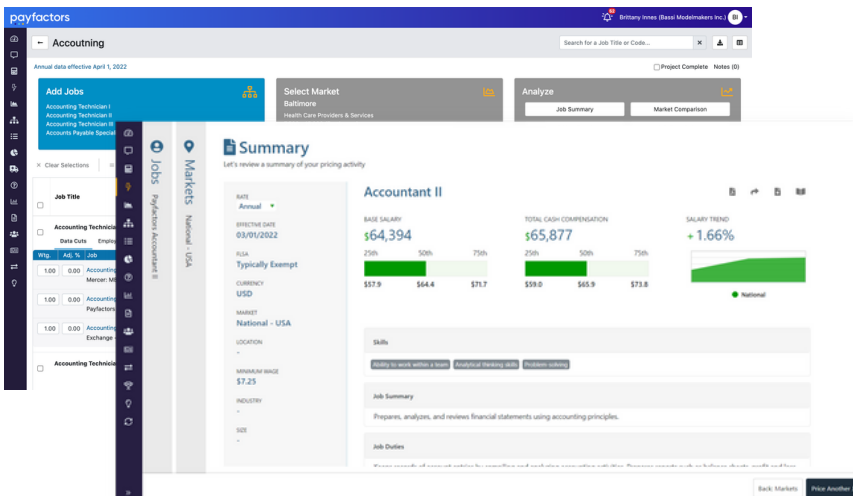 payfactors
61
Brittany Innes (Bassi Modelmakers Inc.)
BI
← Accoutning
Search for a Job Title or Code...
×
Annual data effective April 1, 2022
Project Complete
Notes (0)
Add Jobs
Accounting Technician I
Accounting Technician II
Accounting Technician III
Accounts Payable Special
Select Market
Baltimore
Health Care Providers & Services
Analyze
Job Summary
Market Comparison
× Clear Selections
Job Title
Accounting Technicia
Data Cuts
Employ
Wtg.
Adj. %
Job
1.00
0.00
Accounting
Mercer: M
1.00
0.00
Accounting
Payfactors
1.00
0.00
Accounting
Exchange -
Accounting Technicia
Jobs
Payfactors Accountant II
Markets
National - USA
Summary
Let's review a summary of your pricing activity
RATE
Annual
EFFECTIVE DATE
03/01/2022
FLSA
Typically Exempt
CURRENCY
USD
MARKET
National - USA
LOCATION
-
MINIMUM WAGE
$7.25
INDUSTRY
-
SIZE
-
Accountant II
BASE SALARY
$64,394
25th
50th
75th
$57.9
$64.4
$71.7
TOTAL CASH COMPENSATION
$65,877
25th
50th
75th
$59.0
$65.9
$73.8
SALARY TREND
+ 1.66%
National
Skills
Ability to work within a team
Analytical thinking skills
Problem-solving
Job Summary
Prepares, analyzes, and reviews financial statements using accounting principles.
Job Duties
»
Back: Markets
Price Another